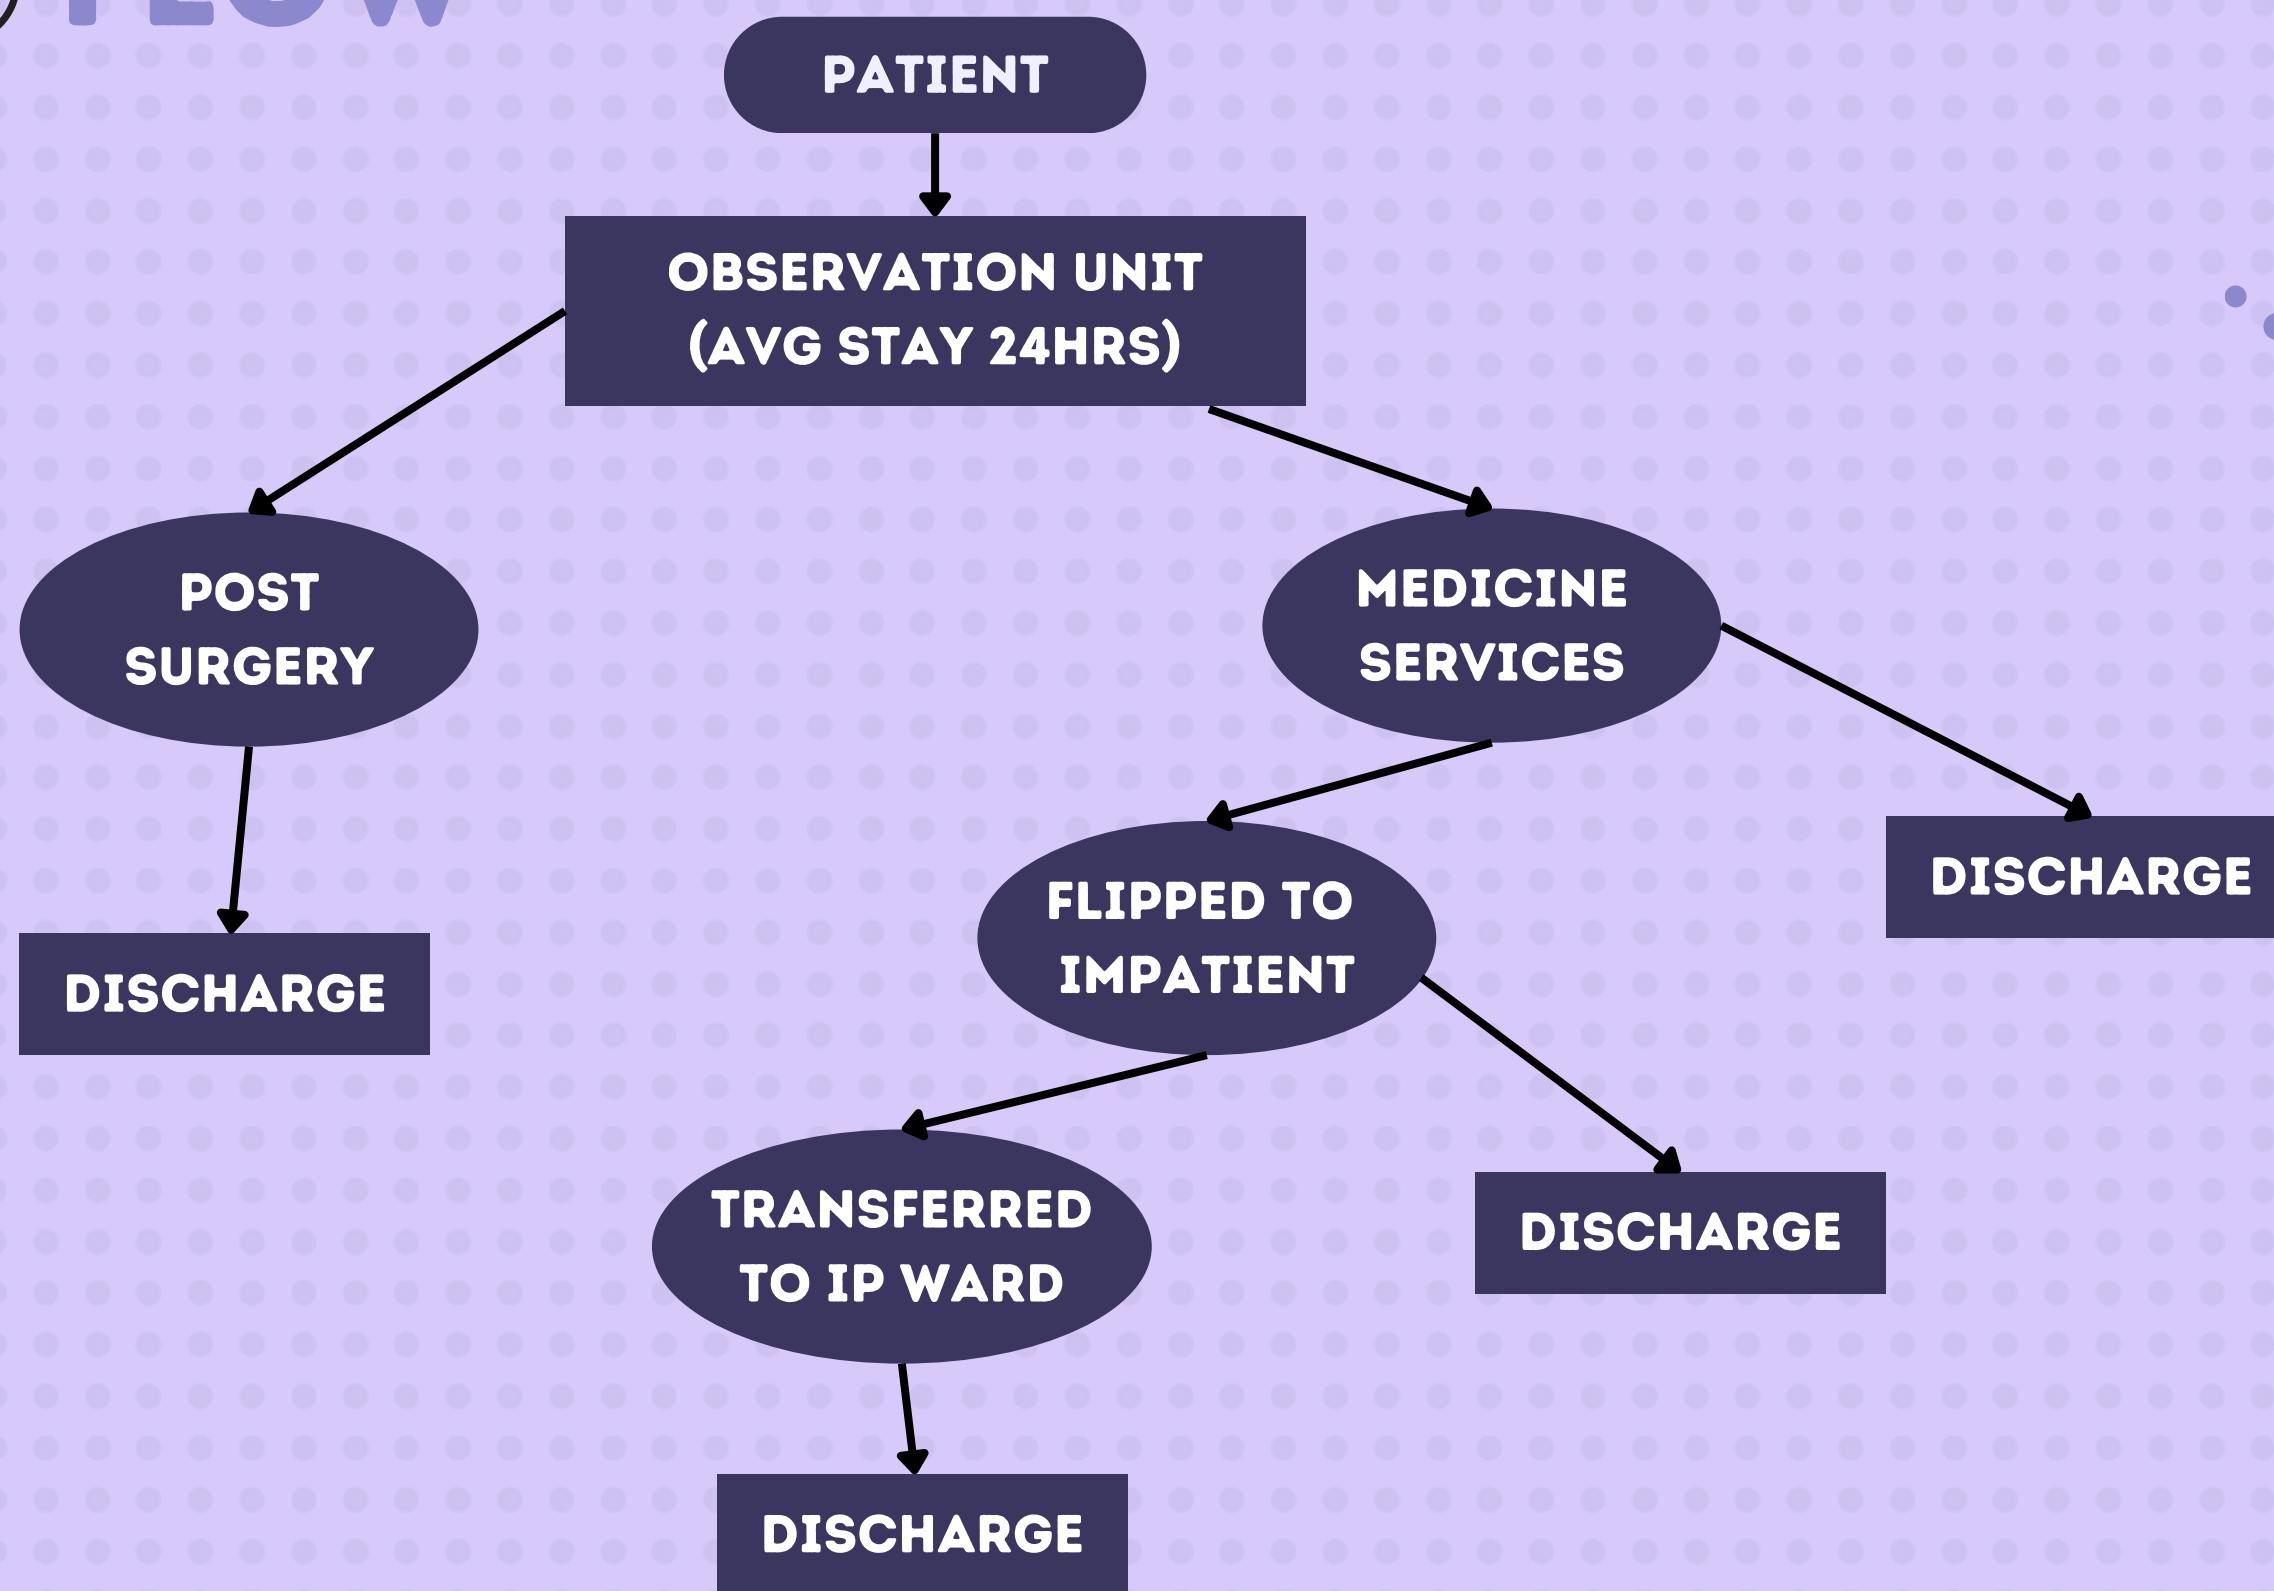 FLOW
PATIENT
OBSERVATION UNIT
(AVG STAY 24HRS)
POST
SURGERY
MEDICINE
SERVICES
DISCHARGE
FLIPPED TO
IMPATIENT
DISCHARGE
TRANSFERRED
TO IP WARD
DISCHARGE
DISCHARGE